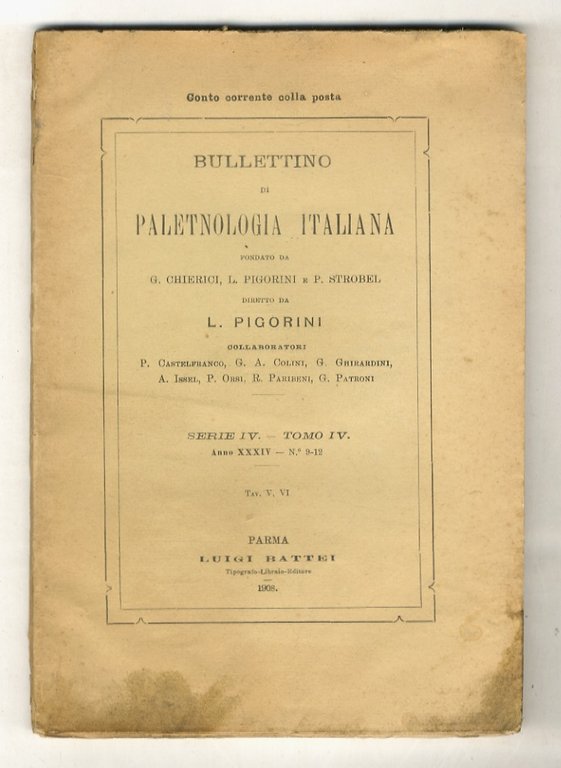 Conto corrente colla posta
BULLETTINO
DI
PALETNOLOGIA ITALIANA
FONDATO DA
G. CHIERICI, L. PIGORINI E P. STROBEL
DIRETTO DA
L. PIGORINI
COLLABORATORI
P. CASTELFRANCO, G. A. COLINI, G. GHIRARDINI,
A. ISSEL, P. ORSI, R. PARIBENI, G. PATRONI
SERIE IV. — TOMO IV.
Anno XXXIV — N.° 9-12
TAV. V, VI
PARMA
LUIGI BATTEI
Tipografo-Libraio-Editore
1908.